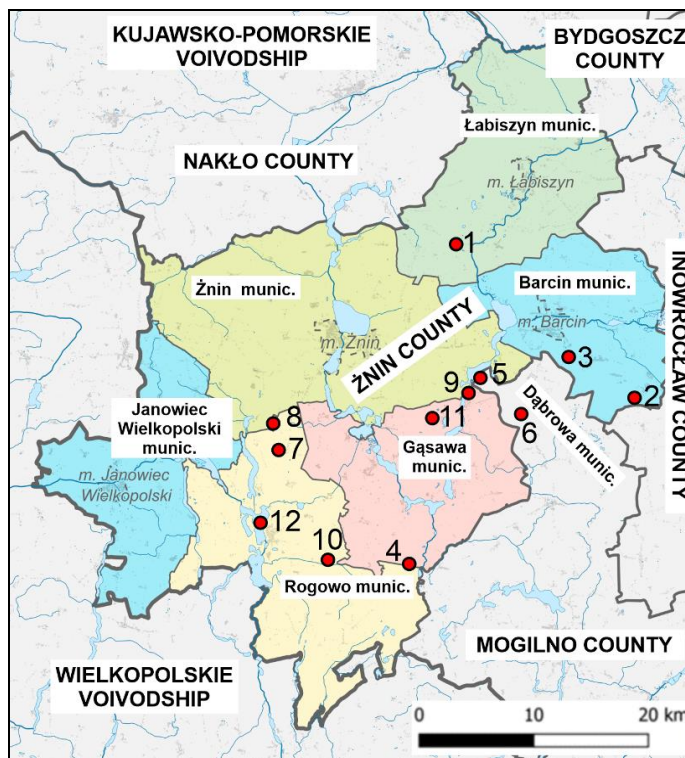 KUJAWSKO-POMORSKIE
VOIVODSHIP
BYDGOSZCZ
COUNTY
Łabiszyn munic.
NAKŁO COUNTY
m. Łabiszyn
1
Żnin munic.
Barcin munic.
INOWROCŁAW COUNTY
m. Barcin
m. Żnin
ŻNIN COUNTY
3
5
9
2
Janowiec
Wielkopolski
munic.
8
11
6
Dąbrowa munic.
7
Gąsawa
munic.
m. Janowiec
Wielkopolski
12
10
4
Rogowo munic.
MOGILNO COUNTY
WIELKOPOLSKIE
VOIVODSHIP
0 10 20 km